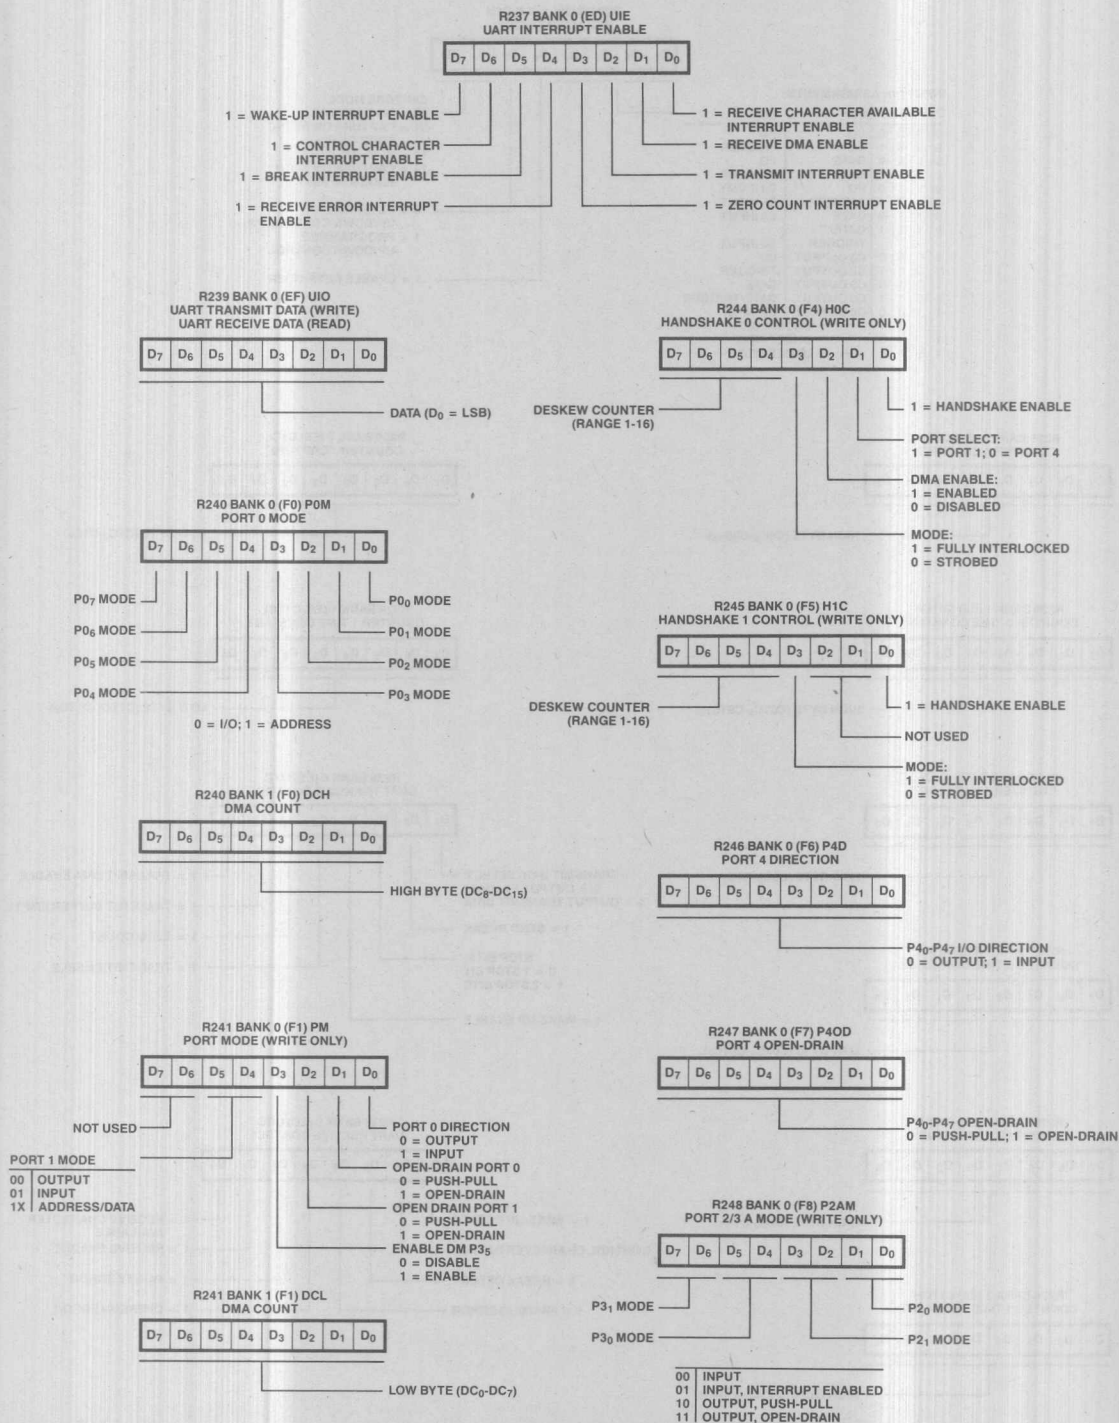 R237 BANK 0 (ED) UIE
UART INTERRUPT ENABLE
D7 D6 D5 D4 D3 D2 D1 D0
1 = WAKE-UP INTERRUPT ENABLE
1 = CONTROL CHARACTER
INTERRUPT ENABLE
1 = BREAK INTERRUPT ENABLE
1 = RECEIVE ERROR INTERRUPT
ENABLE
1 = RECEIVE CHARACTER AVAILABLE
INTERRUPT ENABLE
1 = RECEIVE DMA ENABLE
1 = TRANSMIT INTERRUPT ENABLE
1 = ZERO COUNT INTERRUPT ENABLE
R239 BANK 0 (EF) UIO
UART TRANSMIT DATA (WRITE)
UART RECEIVE DATA (READ)
D7 D6 D5 D4 D3 D2 D1 D0
DATA (D0 = LSB)
R240 BANK 0 (F0) P0M
PORT 0 MODE
D7 D6 D5 D4 D3 D2 D1 D0
P07 MODE
P06 MODE
P05 MODE
P04 MODE
P00 MODE
P01 MODE
P02 MODE
P03 MODE
0 = I/O; 1 = ADDRESS
R240 BANK 1 (F0) DCH
DMA COUNT
D7 D6 D5 D4 D3 D2 D1 D0
HIGH BYTE (DC8-DC15)
R241 BANK 0 (F1) PM
PORT MODE (WRITE ONLY)
D7 D6 D5 D4 D3 D2 D1 D0
NOT USED
PORT 1 MODE
00 OUTPUT
01 INPUT
1X ADDRESS/DATA
PORT 0 DIRECTION
0 = OUTPUT
1 = INPUT
OPEN-DRAIN PORT 0
0 = PUSH-PULL
1 = OPEN-DRAIN
OPEN DRAIN PORT 1
0 = PUSH-PULL
1 = OPEN-DRAIN
ENABLE DM P35
0 = DISABLE
1 = ENABLE
R241 BANK 1 (F1) DCL
DMA COUNT
D7 D6 D5 D4 D3 D2 D1 D0
LOW BYTE (DC0-DC7)
R244 BANK 0 (F4) H0C
HANDSHAKE 0 CONTROL (WRITE ONLY)
D7 D6 D5 D4 D3 D2 D1 D0
DESKEW COUNTER
(RANGE 1-16)
1 = HANDSHAKE ENABLE
PORT SELECT:
1 = PORT 1; 0 = PORT 4
DMA ENABLE:
1 = ENABLED
0 = DISABLED
MODE:
1 = FULLY INTERLOCKED
0 = STROBED
R245 BANK 0 (F5) H1C
HANDSHAKE 1 CONTROL (WRITE ONLY)
D7 D6 D5 D4 D3 D2 D1 D0
DESKEW COUNTER
(RANGE 1-16)
1 = HANDSHAKE ENABLE
NOT USED
MODE:
1 = FULLY INTERLOCKED
0 = STROBED
R246 BANK 0 (F6) P4D
PORT 4 DIRECTION
D7 D6 D5 D4 D3 D2 D1 D0
P40-P47 I/O DIRECTION
0 = OUTPUT; 1 = INPUT
R247 BANK 0 (F7) P4OD
PORT 4 OPEN-DRAIN
D7 D6 D5 D4 D3 D2 D1 D0
P40-P47 OPEN-DRAIN
0 = PUSH-PULL; 1 = OPEN-DRAIN
R248 BANK 0 (F8) P2AM
PORT 2/3 A MODE (WRITE ONLY)
D7 D6 D5 D4 D3 D2 D1 D0
P31 MODE
P30 MODE
P20 MODE
P21 MODE
00 INPUT
01 INPUT, INTERRUPT ENABLED
10 OUTPUT, PUSH-PULL
11 OUTPUT, OPEN-DRAIN